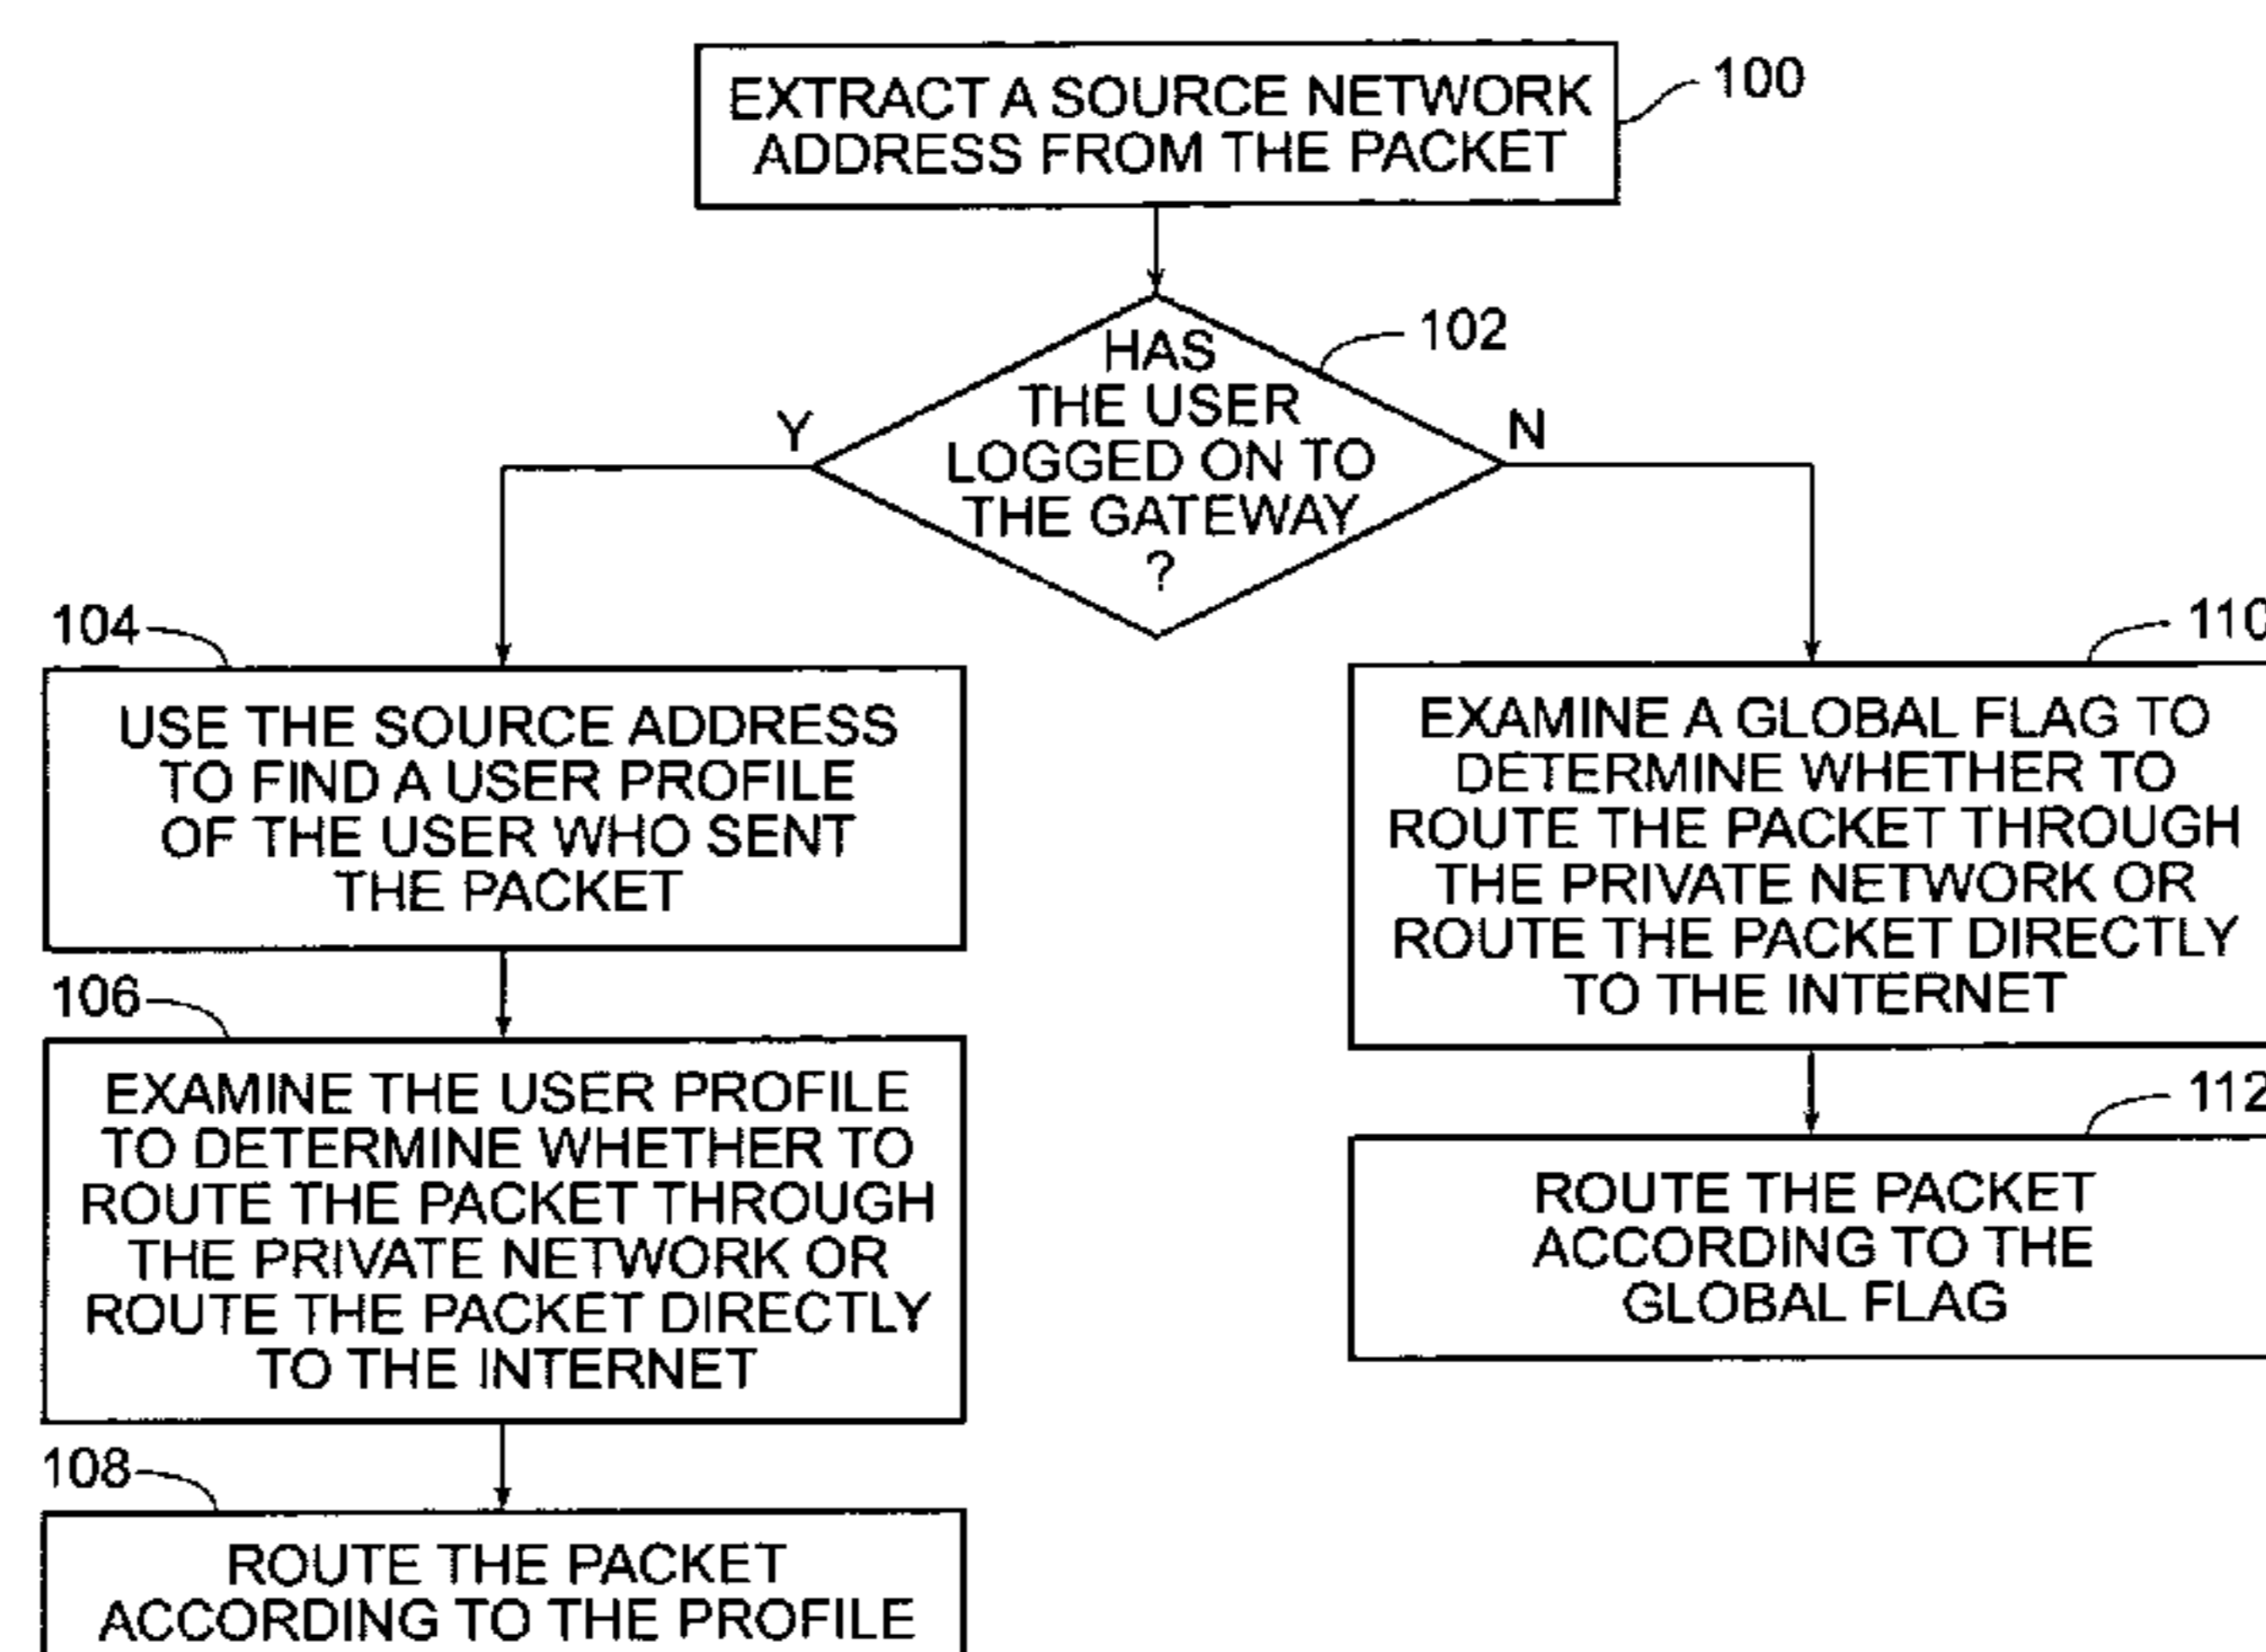 EXTRACT A SOURCE NETWORK
ADDRESS FROM THE PACKET
100
HAS
THE USER
LOGGED ON TO
THE GATEWAY
?
102
Y
N
104
USE THE SOURCE ADDRESS
TO FIND A USER PROFILE
OF THE USER WHO SENT
THE PACKET
106
EXAMINE THE USER PROFILE
TO DETERMINE WHETHER TO
ROUTE THE PACKET THROUGH
THE PRIVATE NETWORK OR
ROUTE THE PACKET DIRECTLY
TO THE INTERNET
108
ROUTE THE PACKET
ACCORDING TO THE PROFILE
110
EXAMINE A GLOBAL FLAG TO
DETERMINE WHETHER TO
ROUTE THE PACKET THROUGH
THE PRIVATE NETWORK OR
ROUTE THE PACKET DIRECTLY
TO THE INTERNET
112
ROUTE THE PACKET
ACCORDING TO THE
GLOBAL FLAG